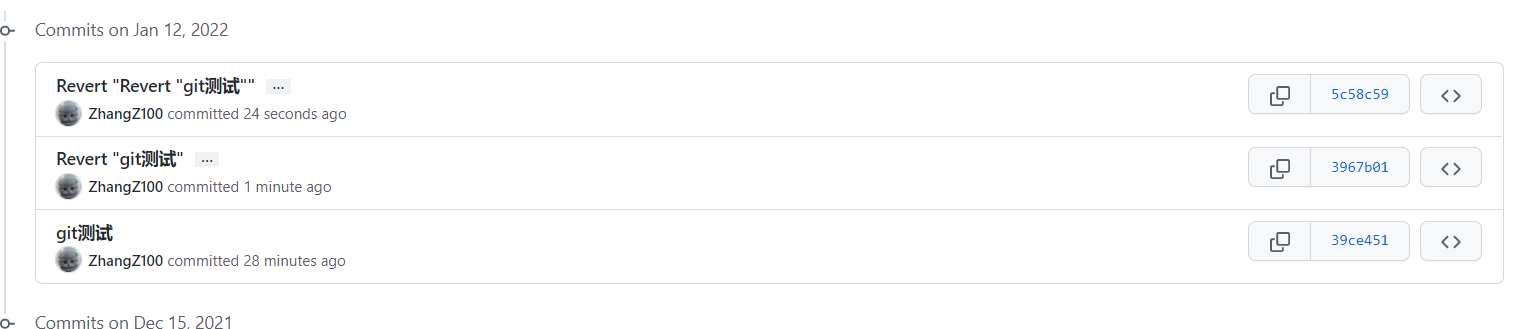 Commits on Jan 12, 2022
Revert "Revert "git测试"" ...
ZhangZ100 committed 24 seconds ago
5c58c59
Revert "git测试" ...
ZhangZ100 committed 1 minute ago
3967b01
git测试
ZhangZ100 committed 28 minutes ago
39ce451
Commits on Dec 15, 2021